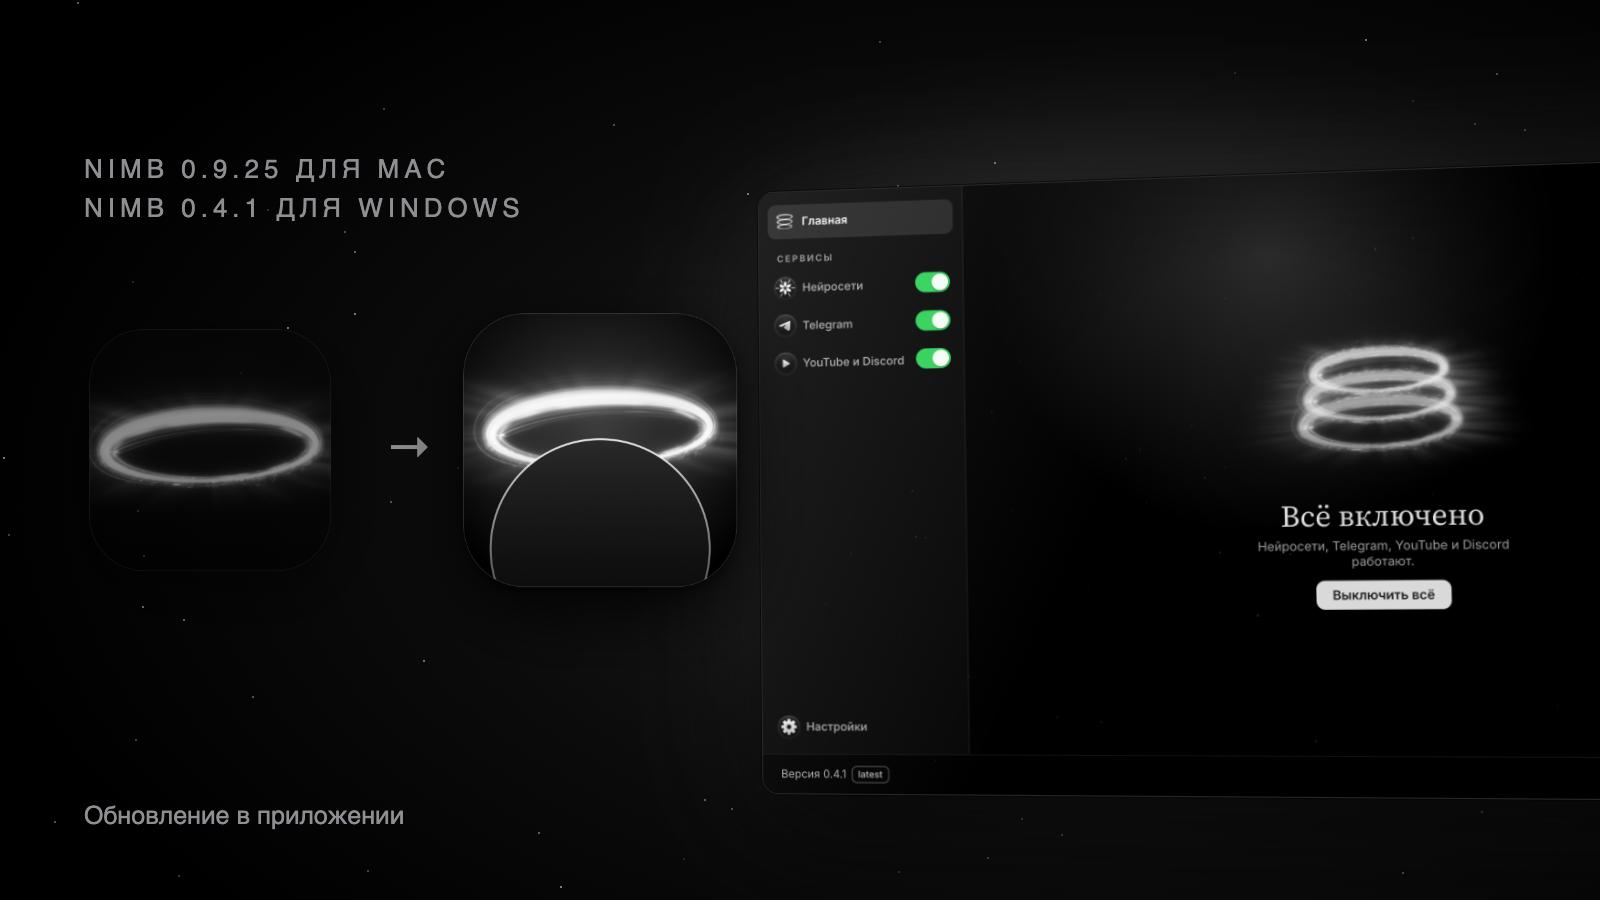 NIMB 0.9.25 ДЛЯ MAC
NIMB 0.4.1 ДЛЯ WINDOWS
Обновление в приложении
Главная
СЕРВИСЫ
Нейросети
Telegram
YouTube и Discord
Настройки
Версия 0.4.1 latest
Всё включено
Нейросети, Telegram, YouTube и Discord
работают.
Выключить всё